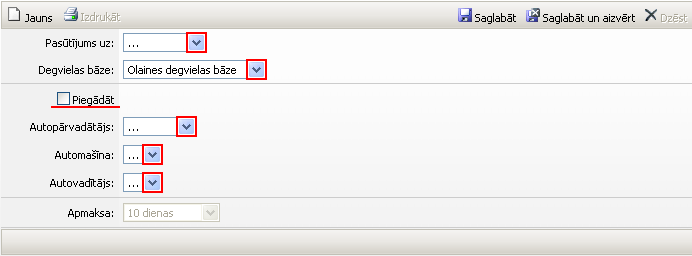 Jauns Izdrukāt Saglabāt Saglabāt un aizvērt Dzēst
Pasūtījums uz: ...
Degvielas bāze: Olaines degvielas bāze
Piegādāt
Autopārvadātājs: ...
Automašīna: ...
Autovadītājs: ...
Apmaksa: 10 dienas